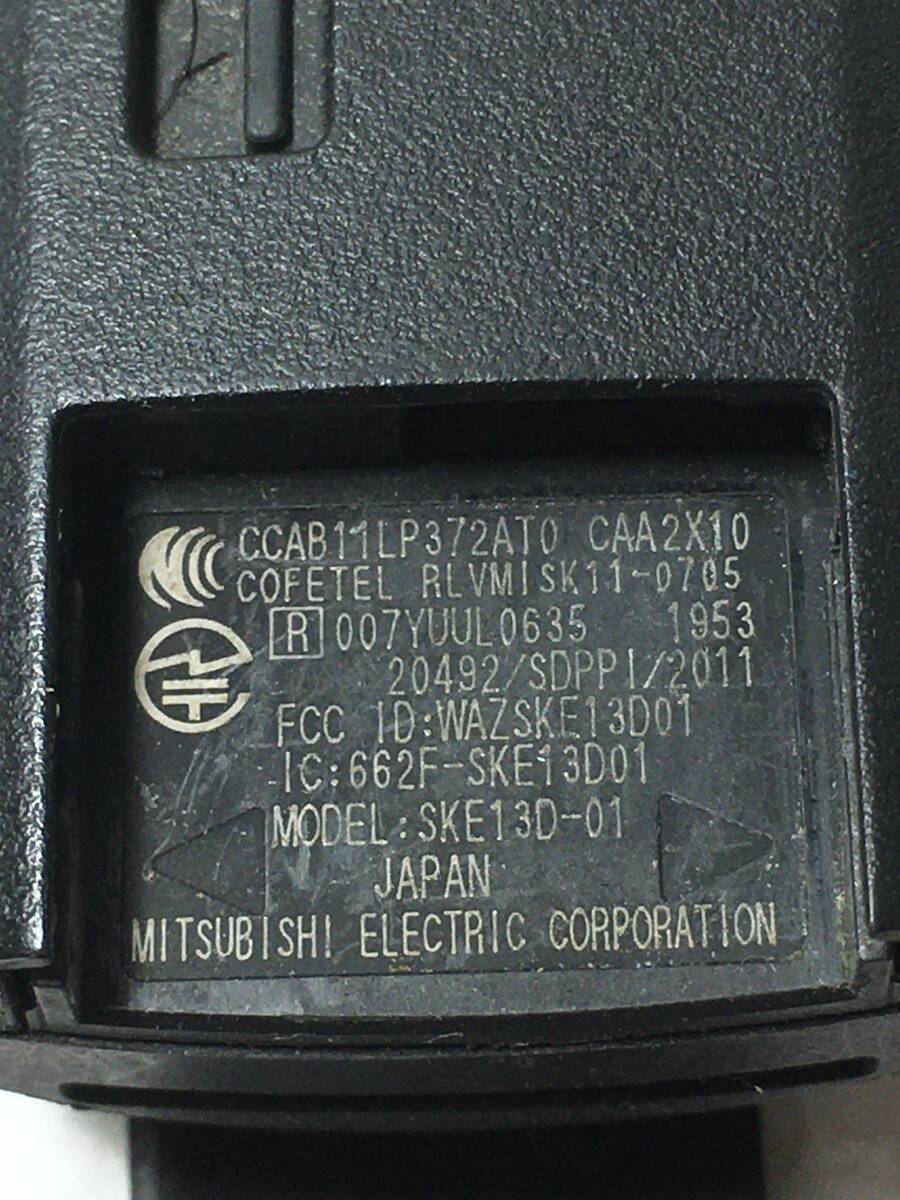 CCAB11LP372AT0 CAA2X10
COFETEL RLVMISK11-0705
R 007YUUL0635 1953
20492/SDPPI/2011
FCC ID:WAZSKE13D01
IC:662F-SKE13D01
MODEL:SKE13D-01
JAPAN
MITSUBISHI ELECTRIC CORPORATION